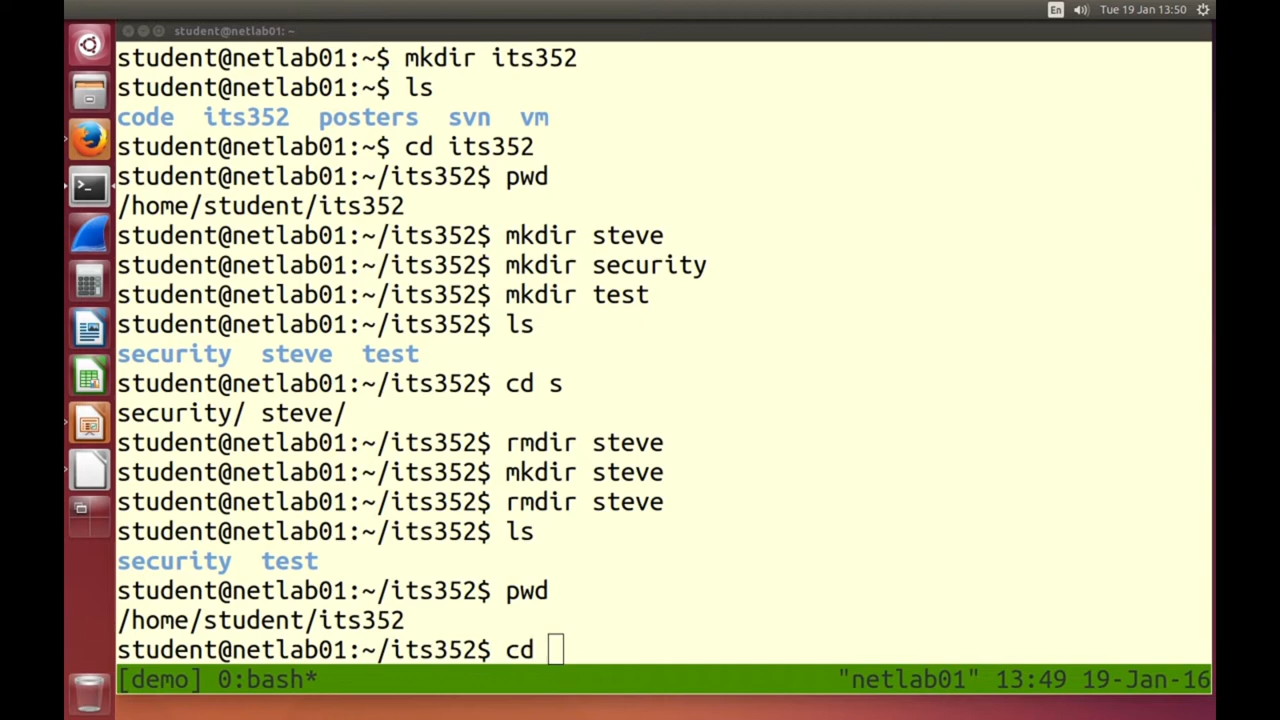 En Tue 19 Jan 13:50
student@netlab01: ~
student@netlab01:~$ mkdir its352
student@netlab01:~$ ls
code its352 posters svn vm
student@netlab01:~$ cd its352
student@netlab01:~/its352$ pwd
/home/student/its352
student@netlab01:~/its352$ mkdir steve
student@netlab01:~/its352$ mkdir security
student@netlab01:~/its352$ mkdir test
student@netlab01:~/its352$ ls
security steve test
student@netlab01:~/its352$ cd s
security/ steve/
student@netlab01:~/its352$ rmdir steve
student@netlab01:~/its352$ mkdir steve
student@netlab01:~/its352$ rmdir steve
student@netlab01:~/its352$ ls
security test
student@netlab01:~/its352$ pwd
/home/student/its352
student@netlab01:~/its352$ cd
[demo] 0:bash* "netlab01" 13:49 19-Jan-16